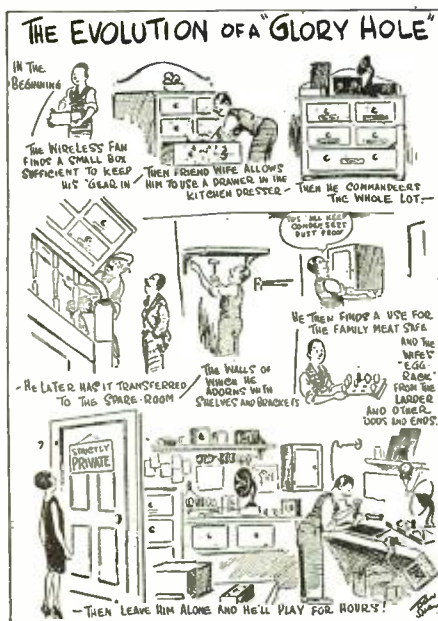 THE EVOLUTION OF A "GLORY HOLE"
IN THE
BEGINNING
THE WIRELESS FAN
FINDS A SMALL BOX
SUFFICIENT TO KEEP
HIS "GEAR IN
THEN FRIEND WIFE ALLOWS
HIM TO USE A DRAWER IN THE
KITCHEN DRESSER -
THEN HE COMMANDEERS
THE WHOLE LOT -
- HE LATER HAS IT TRANSFERRED
TO THE SPARE-ROOM
THE WALLS OF
WHICH HE
ADORNS WITH
SHELVES AND BRACKETS
THIS'LL KEEP
CONDENSERS
DUST PROOF
HE THEN FINDS A USE FOR
THE FAMILY MEAT SAFE
AND THE
WIFE'S
"EGG-
RACK"
FROM THE
LARDER
AND OTHER
ODDS AND ENDS.
STRICTLY
PRIVATE
- THEN LEAVE HIM ALONE AND HE'LL PLAY FOR HOURS!